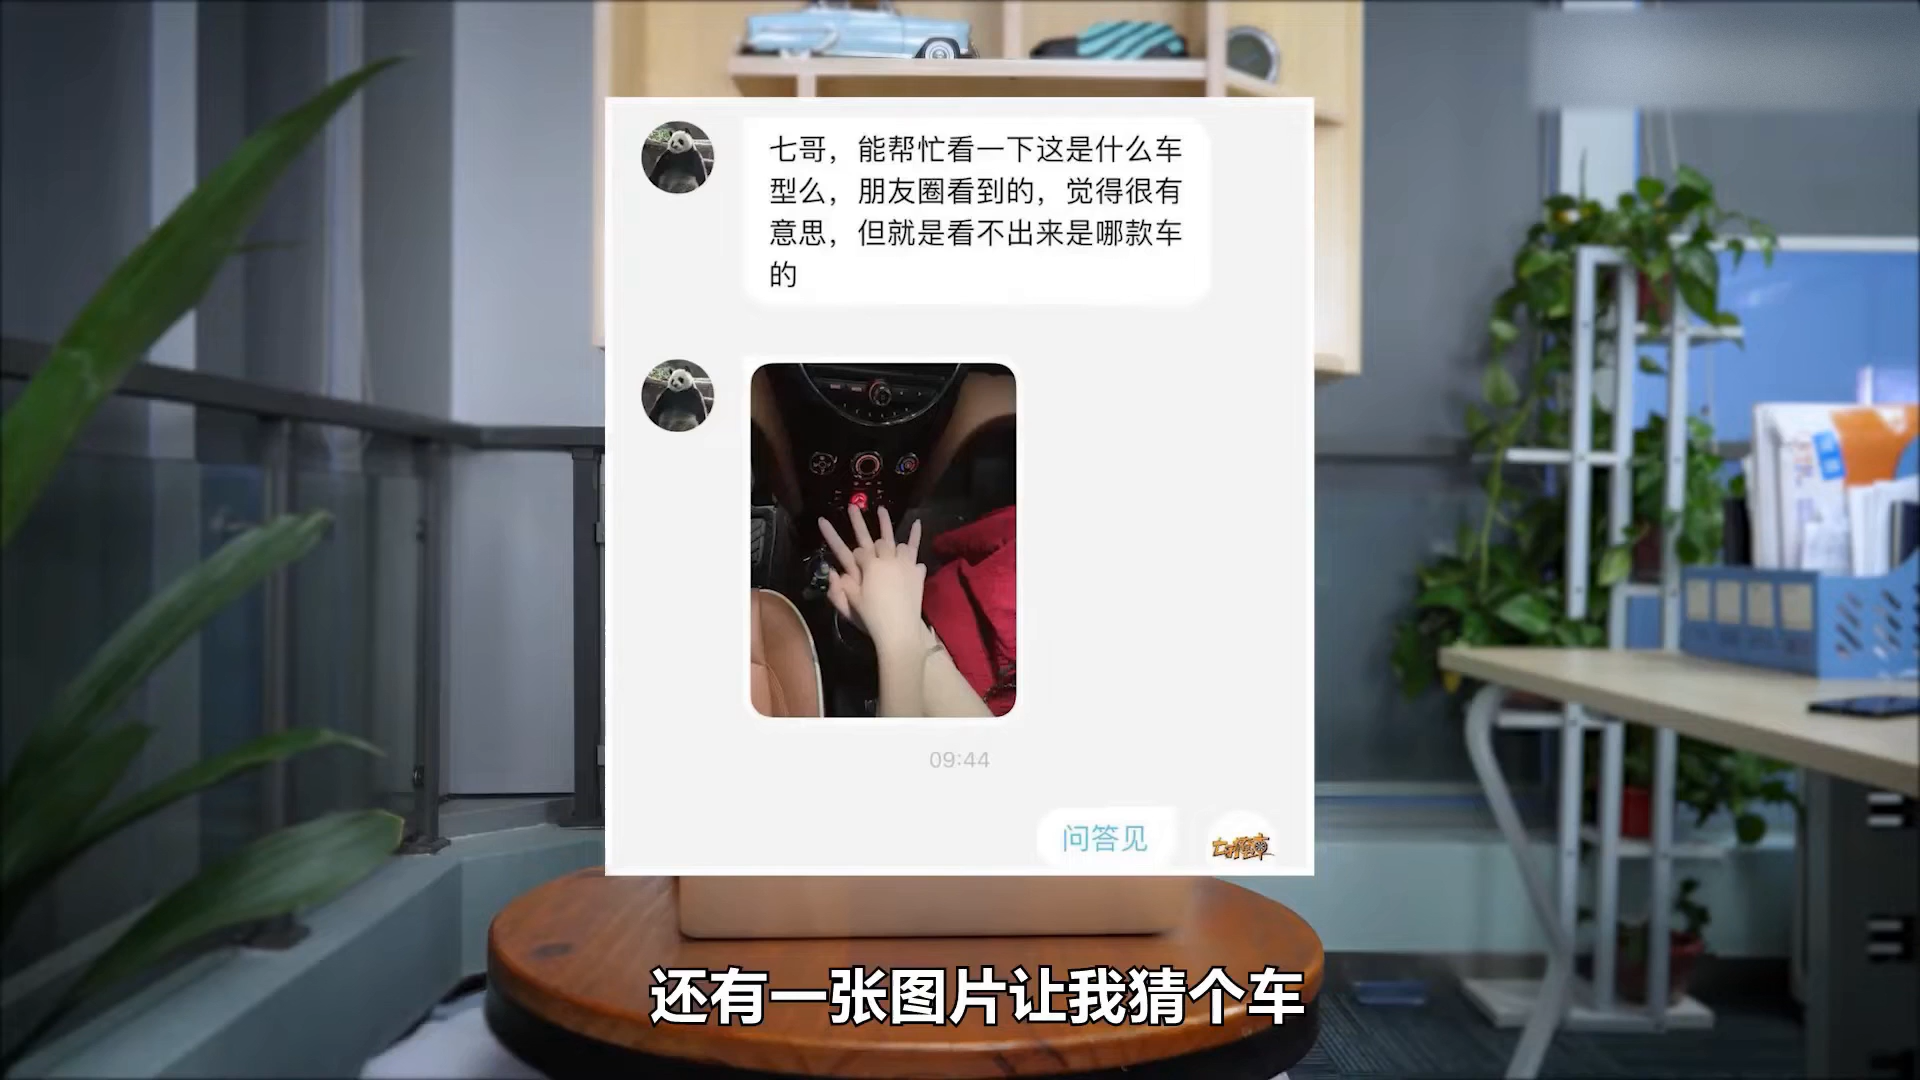 七哥，能帮忙看一下这是什么车
型么，朋友圈看到的，觉得很有
意思，但就是看不出来是哪款车
的
09:44
问答见
还有一张图片让我猜个车